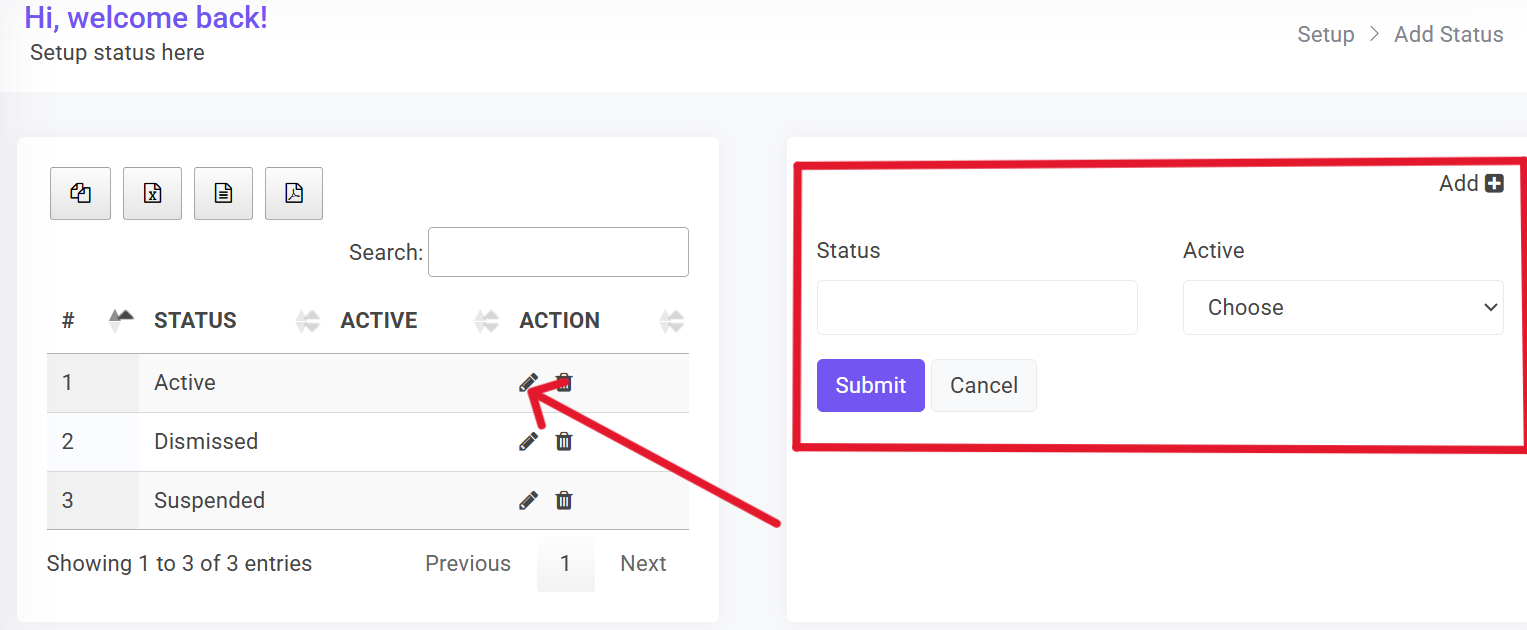 Hi, welcome back!
Setup status here
Setup > Add Status
Search:
# STATUS ACTIVE ACTION
1 Active
2 Dismissed
3 Suspended
Showing 1 to 3 of 3 entries
Previous 1 Next
Add
Status Active
Choose
Submit Cancel